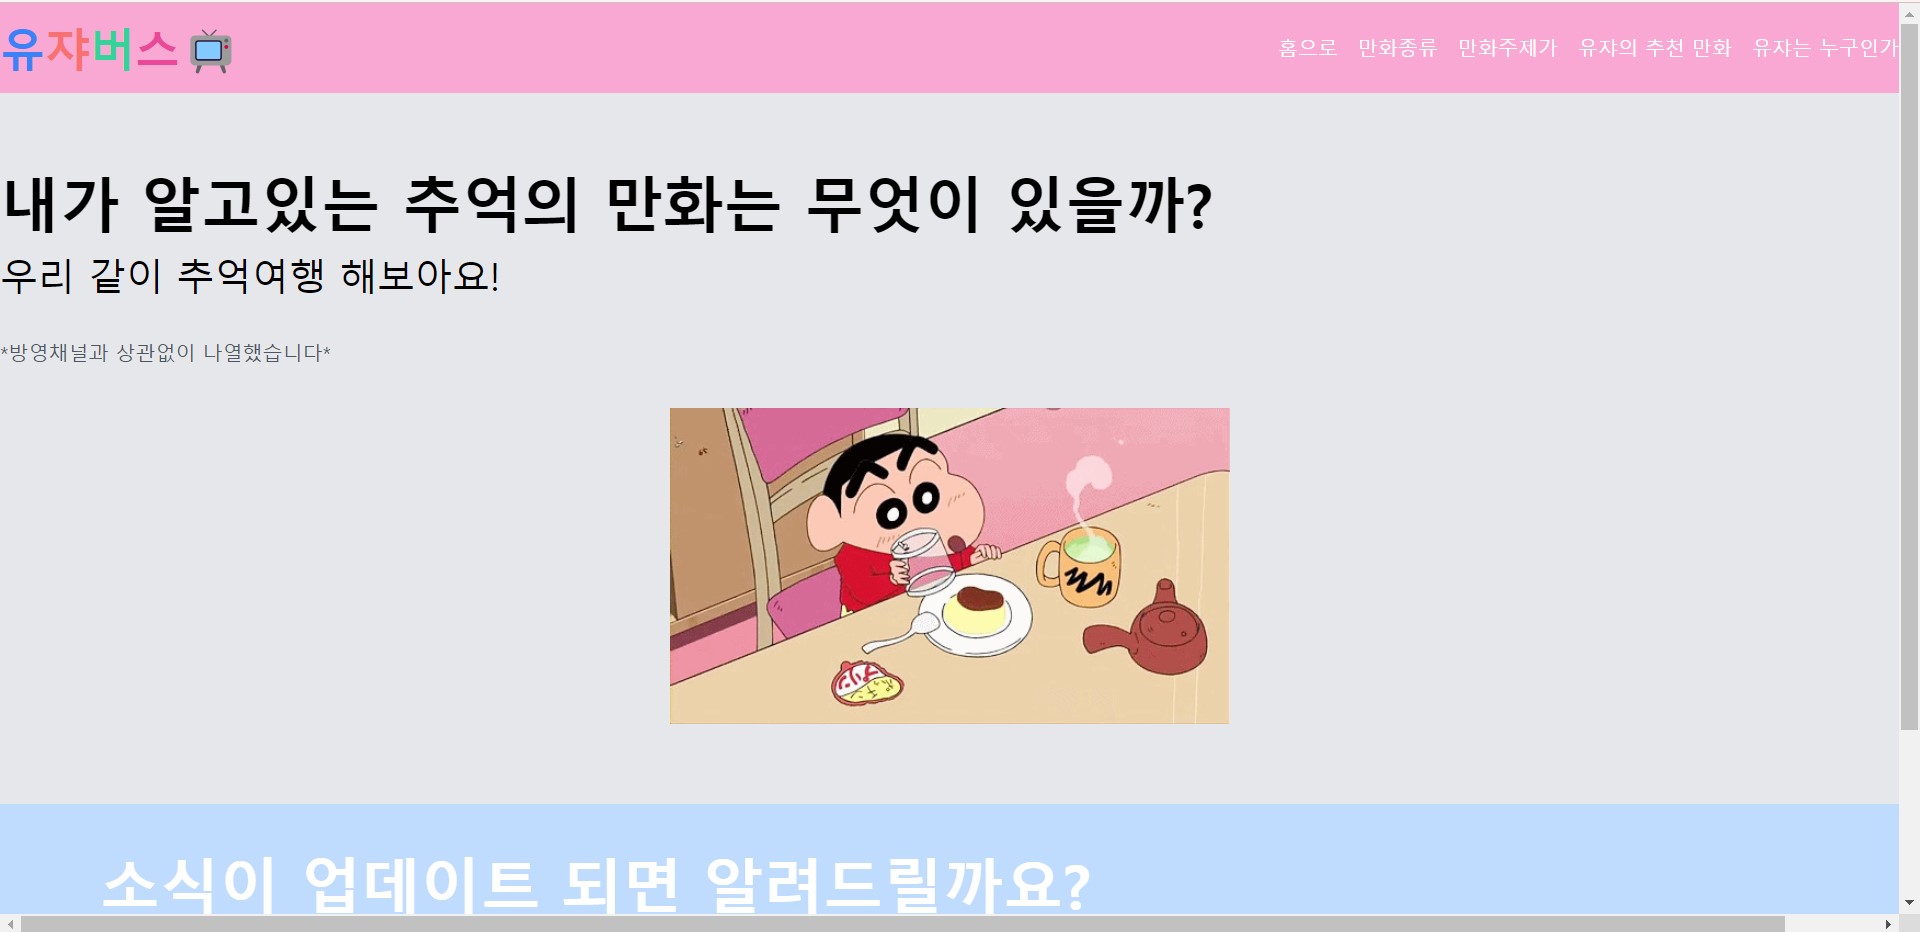 유쟈버스
홈으로 만화종류 만화주제가 유쟈의 추천 만화 유쟈는 누구인가
내가 알고있는 추억의 만화는 무엇이 있을까?
우리 같이 추억여행 해보아요!
*방영채널과 상관없이 나열했습니다*
プリン
소식이 업데이트 되면 알려드릴까요?